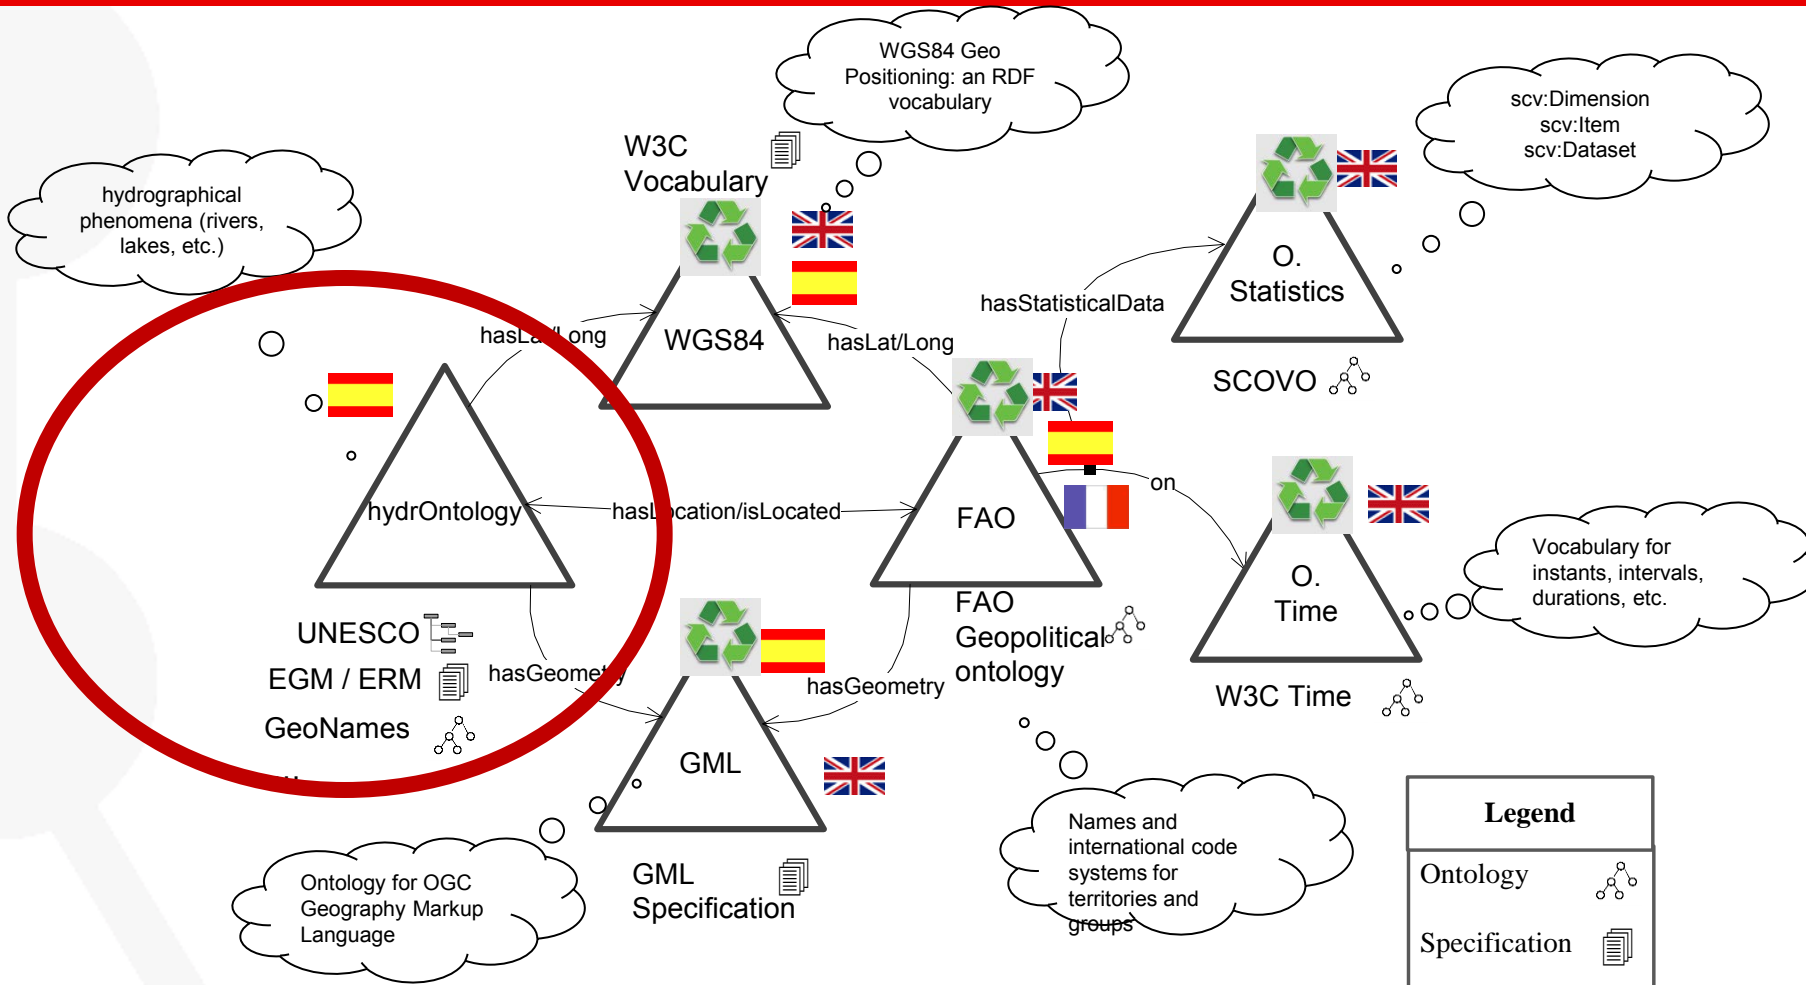 WGS84 Geo
Positioning: an RDF
vocabulary
scv:Dimension
scv:Item
scv:Dataset
W3C
Vocabulary
hydrographical
phenomena (rivers,
lakes, etc.)
O.
Statistics
hasStatisticalData
hasLat/Long
WGS84
hasLat/Long
SCOVO
hydrOntology
hasLocation/isLocated
FAO
on
Vocabulary for
instants, intervals,
durations, etc.
O.
Time
FAO
Geopolitical
ontology
UNESCO
EGM / ERM
GeoNames
hasGeometry
hasGeometry
W3C Time
GML
Names and
international code
systems for
territories and
groups
Legend
Ontology
Specification
GML
Specification
Ontology for OGC
Geography Markup
Language